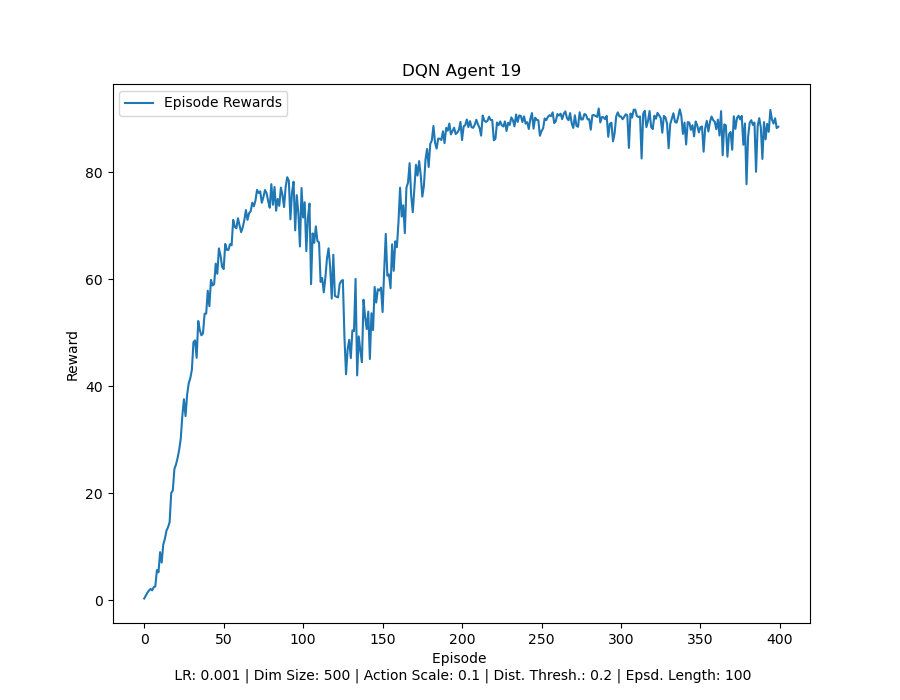 DQN Agent 19
Episode Rewards
Reward
80
60
40
20
0
0 50 100 150 200 250 300 350 400
Episode
LR: 0.001 | Dim Size: 500 | Action Scale: 0.1 | Dist. Thresh.: 0.2 | Epsd. Length: 100